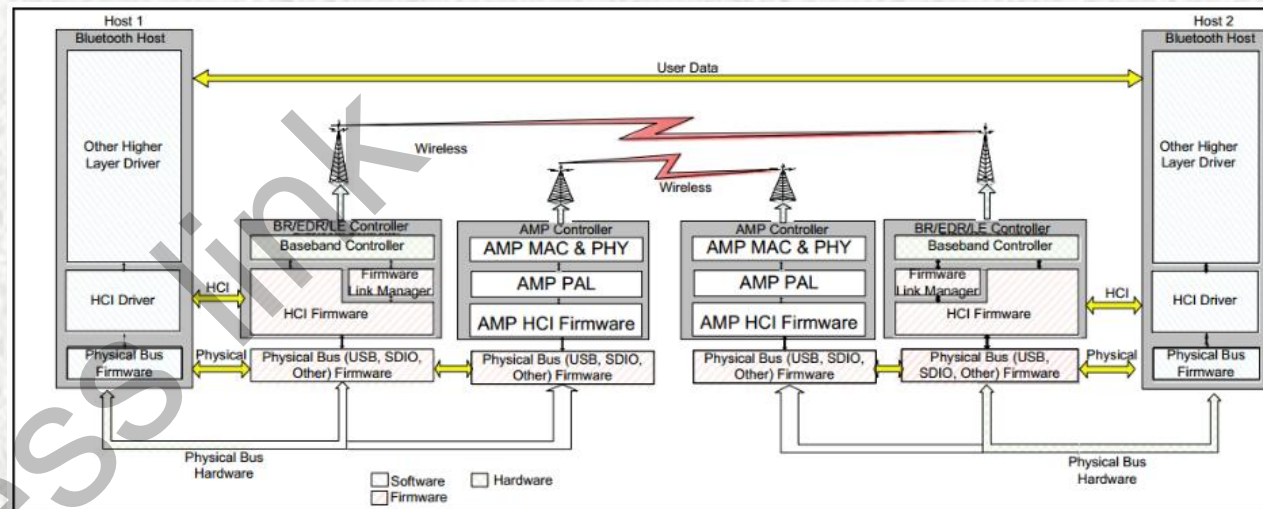 Host 1
Bluetooth Host
Host 2
Bluetooth Host
User Data
Other Higher
Layer Driver
Wireless
Wireless
Other Higher
Layer Driver
BR/EDR/LE Controller
Baseband Controller
Firmware
Link Manager
HCI Firmware
AMP Controller
AMP MAC & PHY
AMP PAL
AMP HCI Firmware
AMP Controller
AMP MAC & PHY
AMP PAL
AMP HCI Firmware
BR/EDR/LE Controller
Baseband Controller
Firmware
Link Manager
HCI Firmware
HCI Driver
HCI
HCI
HCI Driver
Physical Bus
Firmware
Physical
Physical Bus (USB, SDIO,
Other) Firmware
Physical Bus (USB, SDIO,
Other) Firmware
Physical Bus (USB, SDIO,
Other) Firmware
Physical Bus (USB,
SDIO, Other) Firmware
Physical
Physical Bus
Firmware
Physical Bus
Hardware
Physical Bus
Hardware
Software
Hardware
Firmware
ass link